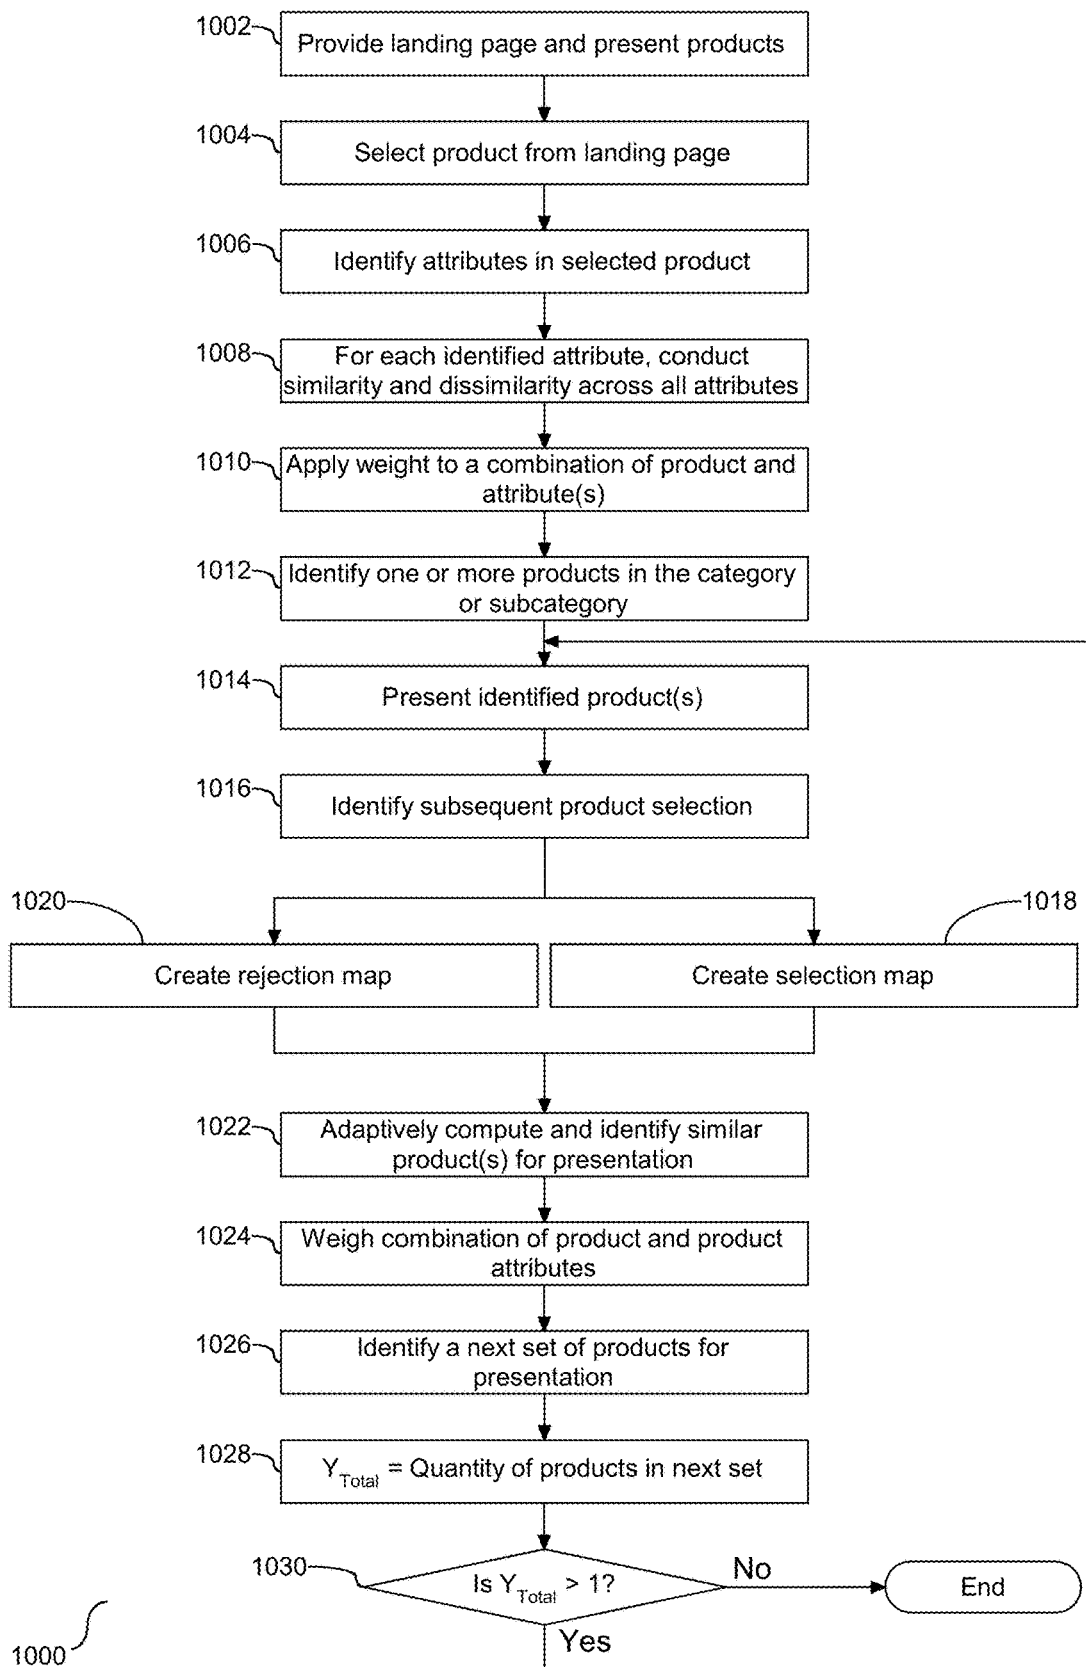 1002
Provide landing page and present products
1004
Select product from landing page
1006
Identify attributes in selected product
1008
For each identified attribute, conduct
similarity and dissimilarity across all attributes
1010
Apply weight to a combination of product and
attribute(s)
1012
Identify one or more products in the category
or subcategory
1014
Present identified product(s)
1016
Identify subsequent product selection
1020
1018
Create rejection map
Create selection map
1022
Adaptively compute and identify similar
product(s) for presentation
1024
Weigh combination of product and product
attributes
1026
Identify a next set of products for
presentation
1028
Y_Total = Quantity of products in next set
1030
Is Y_Total > 1?
No
End
Yes
1000